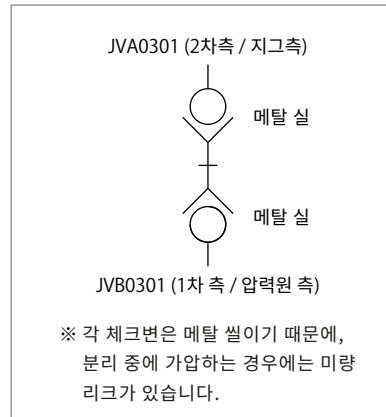 JVA0301 (2차측 / 지그측)
메탈 실
메탈 실
JVB0301 (1차 측 / 압력원 측)
※ 각 체크변은 메탈 씰이기 때문에,
분리 중에 가압하는 경우에는 미량
리크가 있습니다.